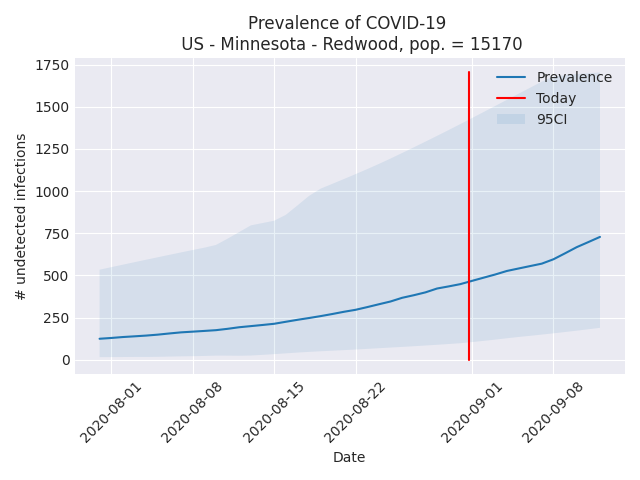 Prevalence of COVID-19
US - Minnesota - Redwood, pop. = 15170
1750
1500
1250
1000
750
500
250
0
# undetected infections
Prevalence
Today
95CI
2020-08-01
2020-08-08
2020-08-15
2020-08-22
2020-09-01
2020-09-08
Date